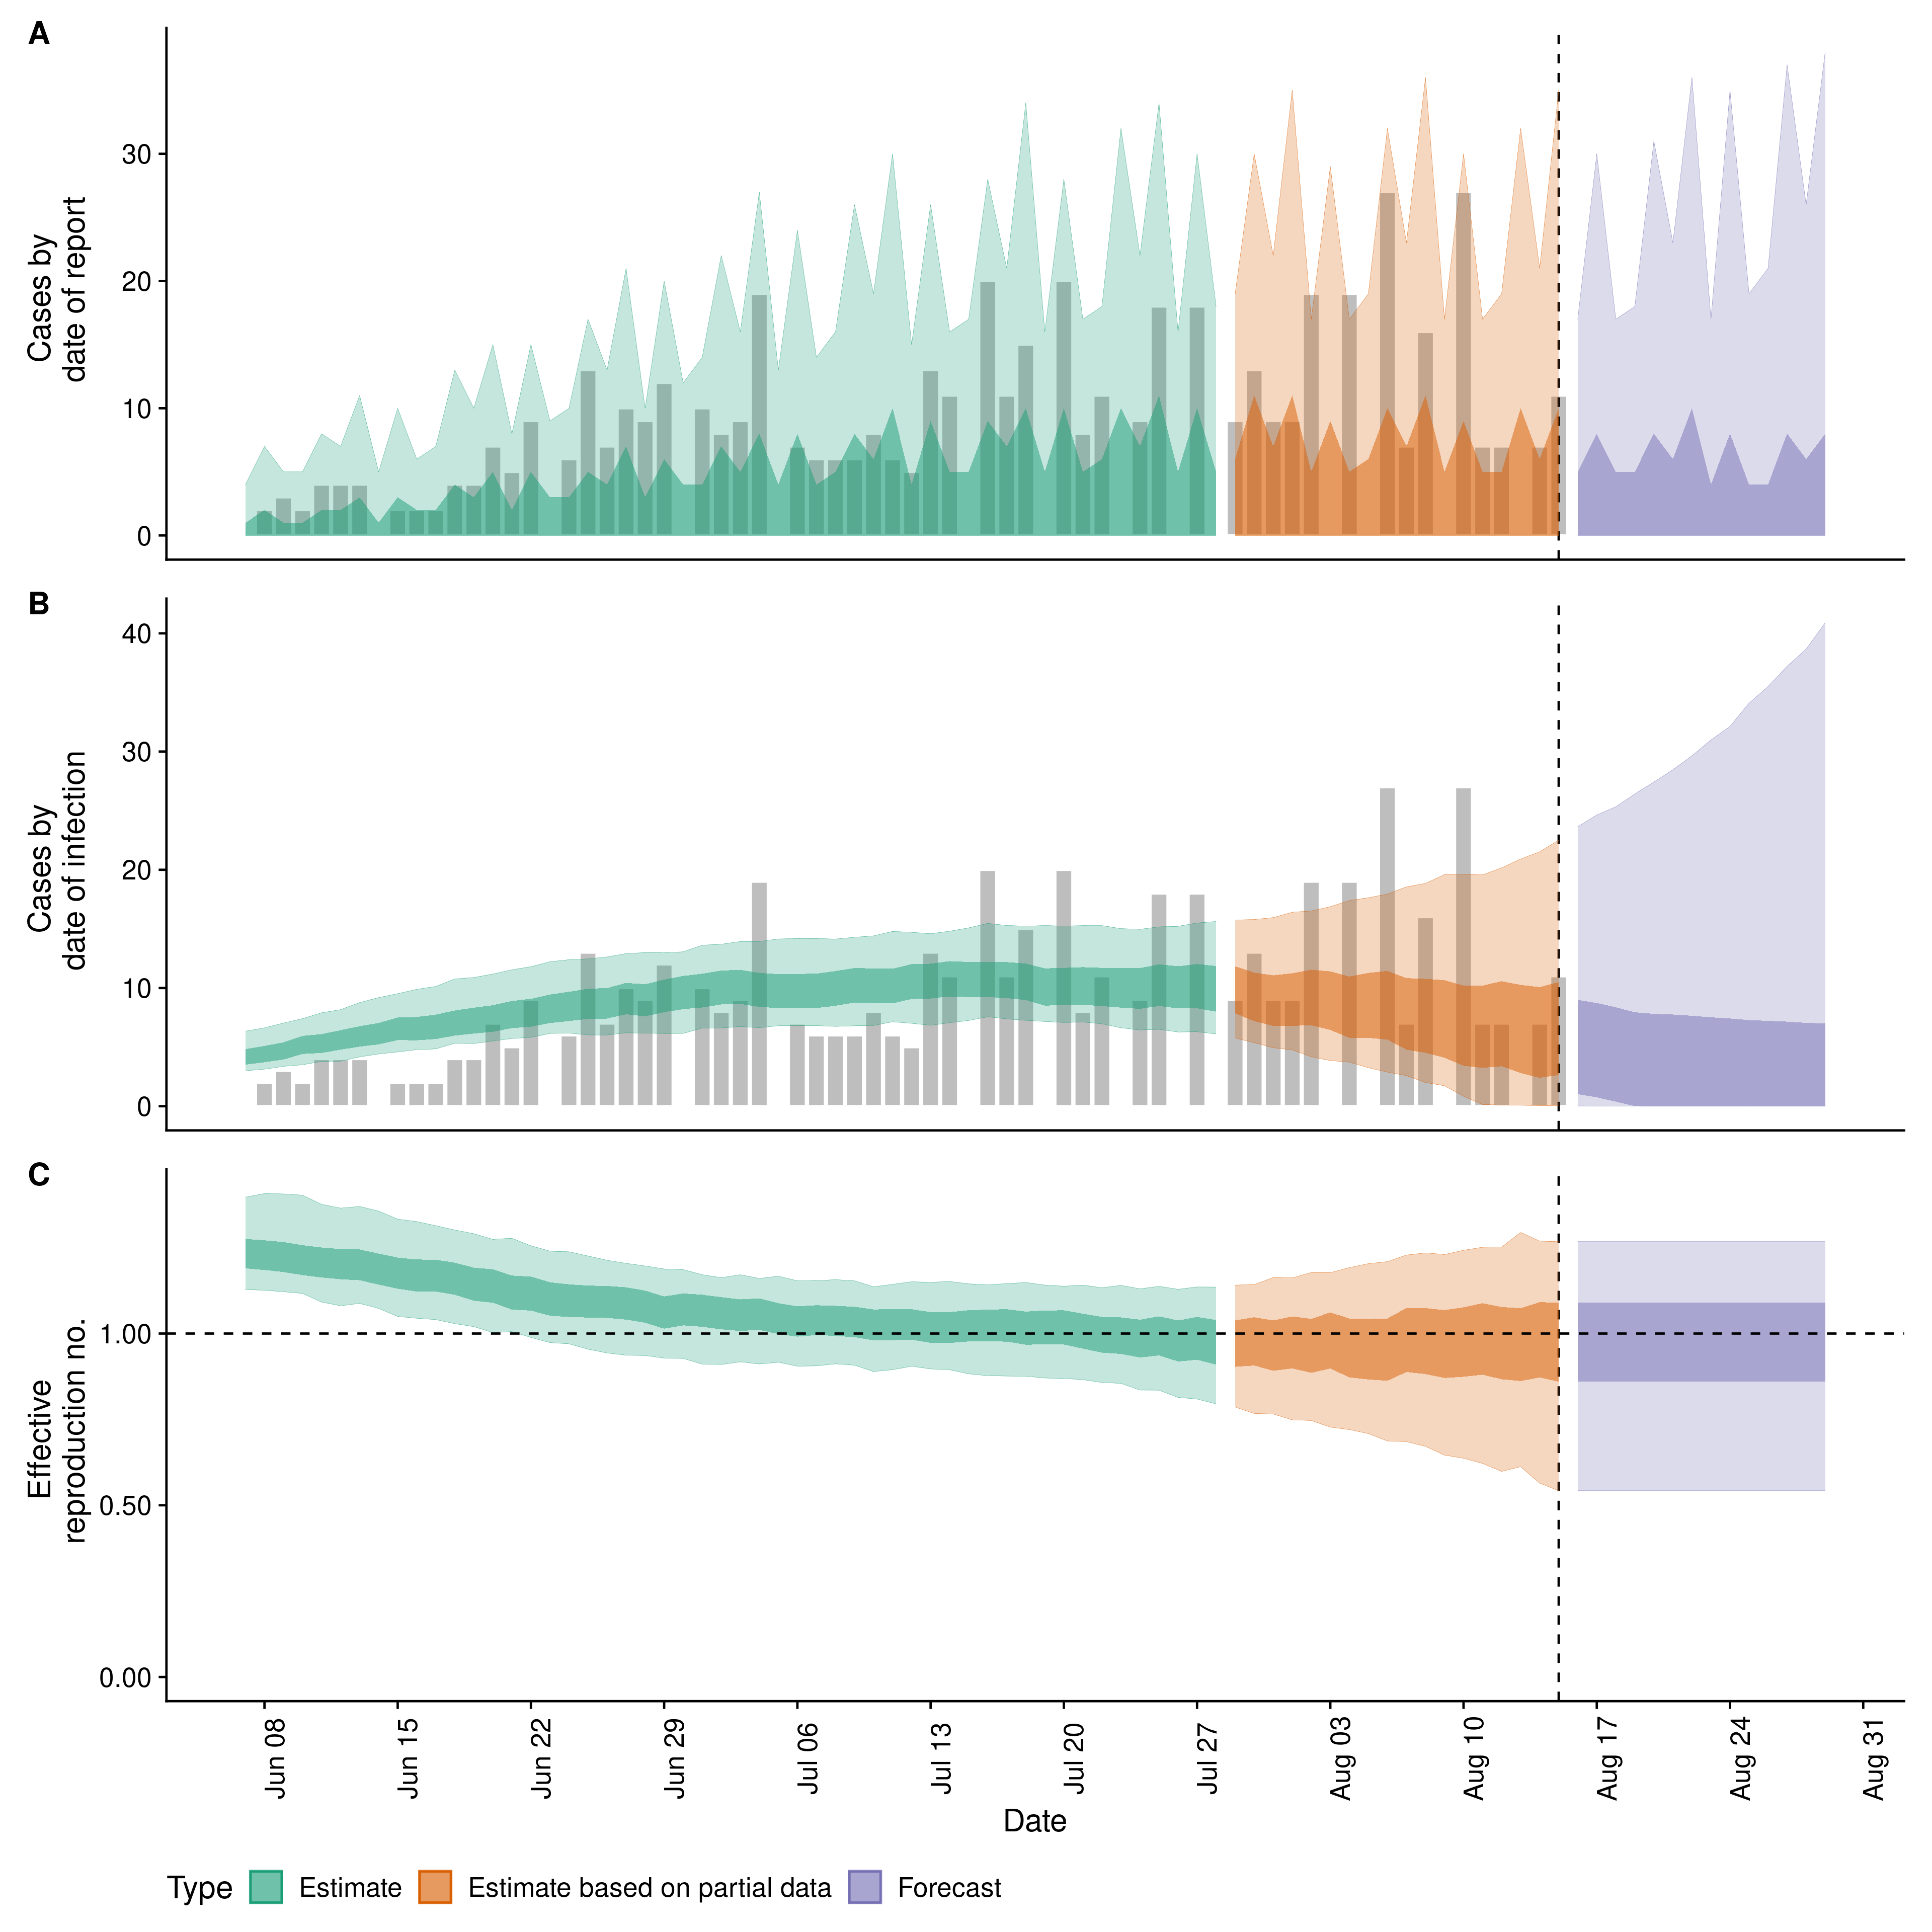 A
Cases by
date of report
30
20
10
0
B
Cases by
date of infection
40
30
20
10
0
C
Effective
reproduction no.
1.00
0.50
0.00
Jun 08
Jun 15
Jun 22
Jun 29
Jul 06
Jul 13
Jul 20
Jul 27
Aug 03
Aug 10
Aug 17
Aug 24
Aug 31
Date
Type
Estimate
Estimate based on partial data
Forecast